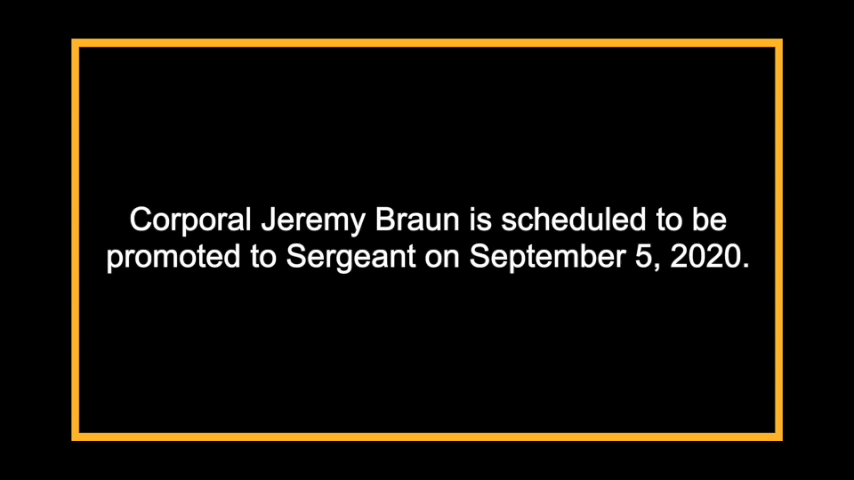 Corporal Jeremy Braun is scheduled to be
promoted to Sergeant on September 5, 2020.